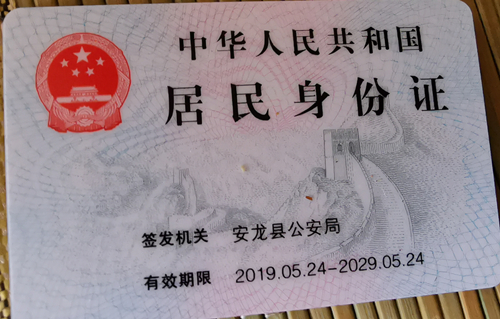 中华人民共和国
居民身份证
签发机关 安龙县公安局
有效期限 2019.05.24-2029.05.24